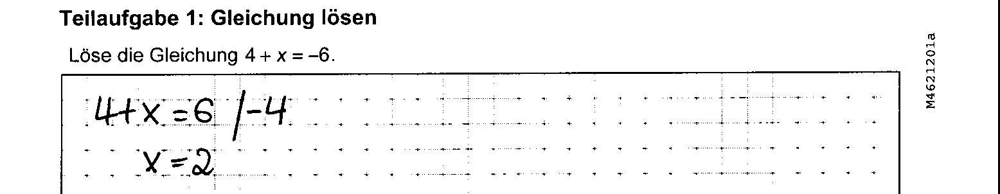 Teilaufgabe 1: Gleichung lösen
Löse die Gleichung 4 + x = –6.
4+x=6 /-4
x=2
M4621201a